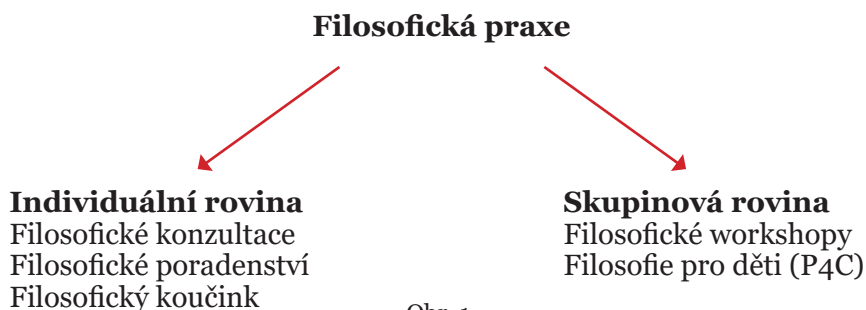 Filosofická praxe
Individuální rovina
Filosofické konzultace
Filosofické poradenství
Filosofický koučink
Skupinová rovina
Filosofické workshopy
Filosofie pro děti (P4C)